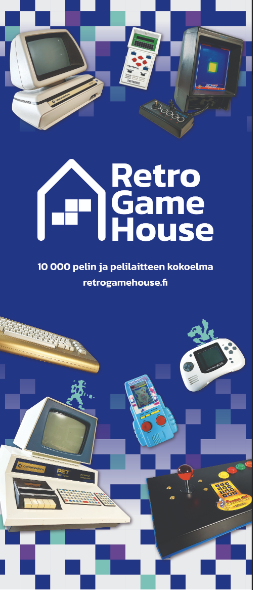 Retro
Game
House
10 000 pelin ja pelilaitteen kokoelma
retrogamehouse.fi